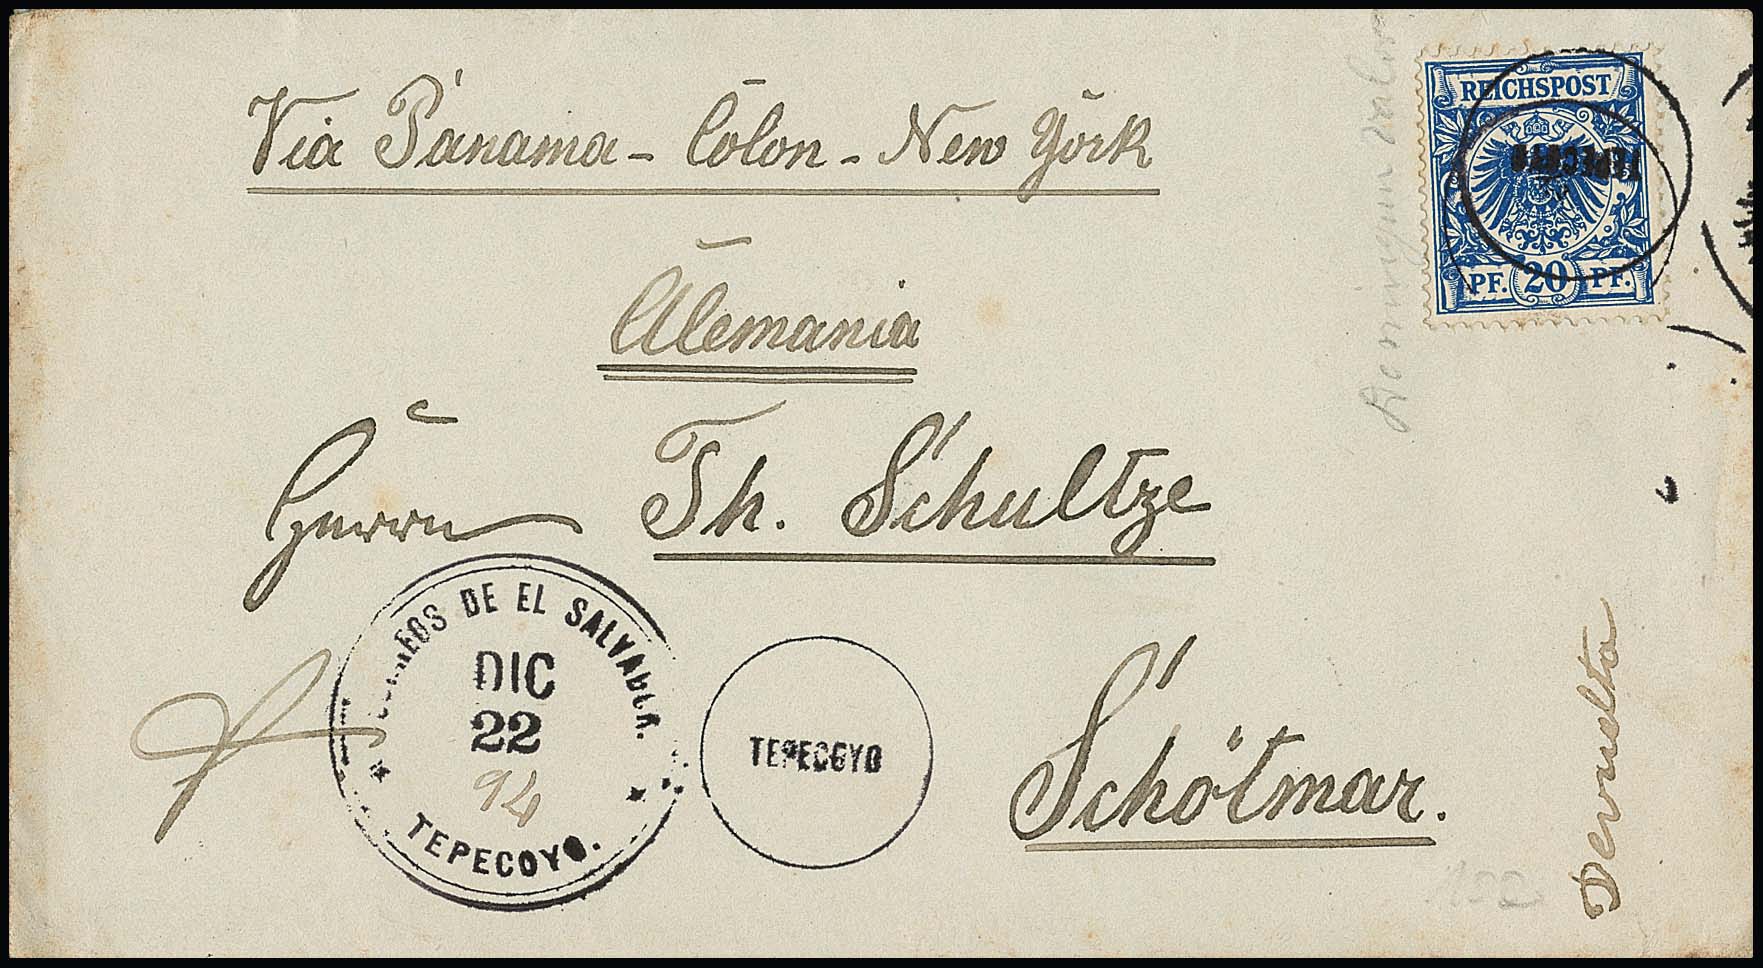 Via Panama - Colon - New York
REICHSPOST
TEPECOYO
PF. 20 PF.
Alemania
Herrn Th. Schultze
CORREOS DE EL SALVADOR.
DIC
22
94
TEPECOYO.
TEPECOYO
Schötmar.
Devuelta